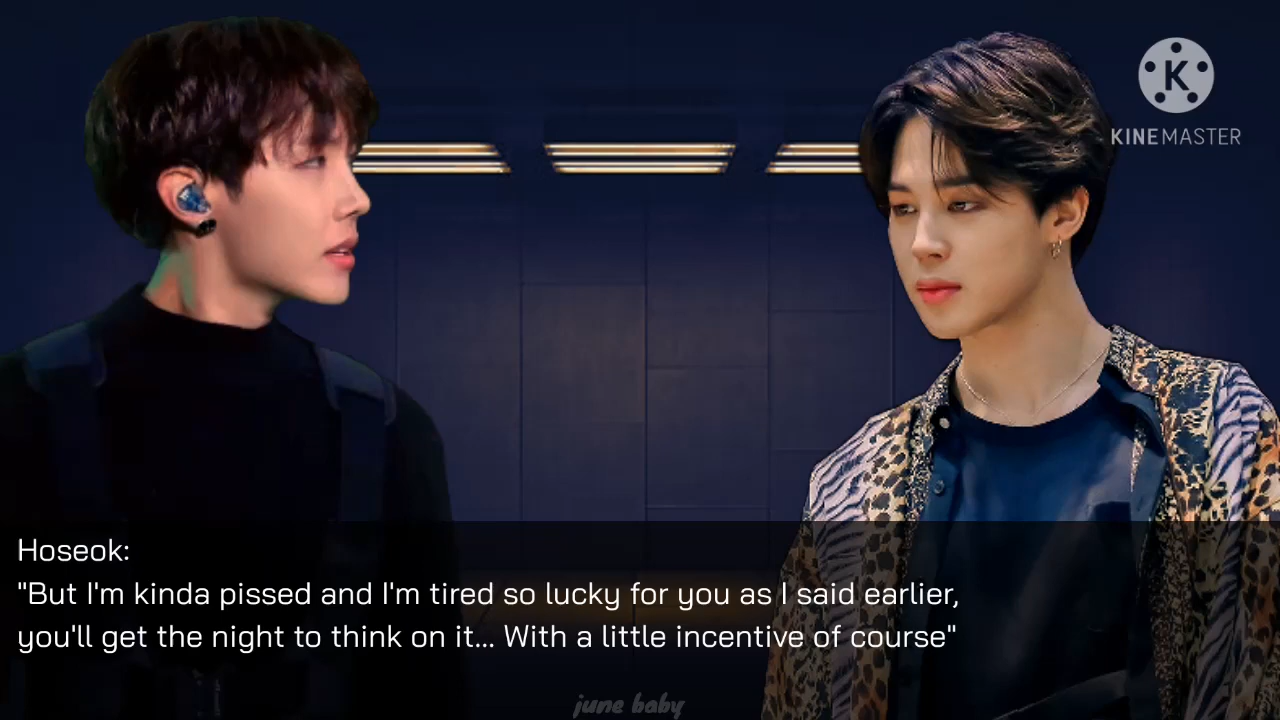 K
KINEMASTER
Hoseok:
"But I'm kinda pissed and I'm tired so lucky for you as I said earlier,
you'll get the night to think on it... With a little incentive of course"
june baby